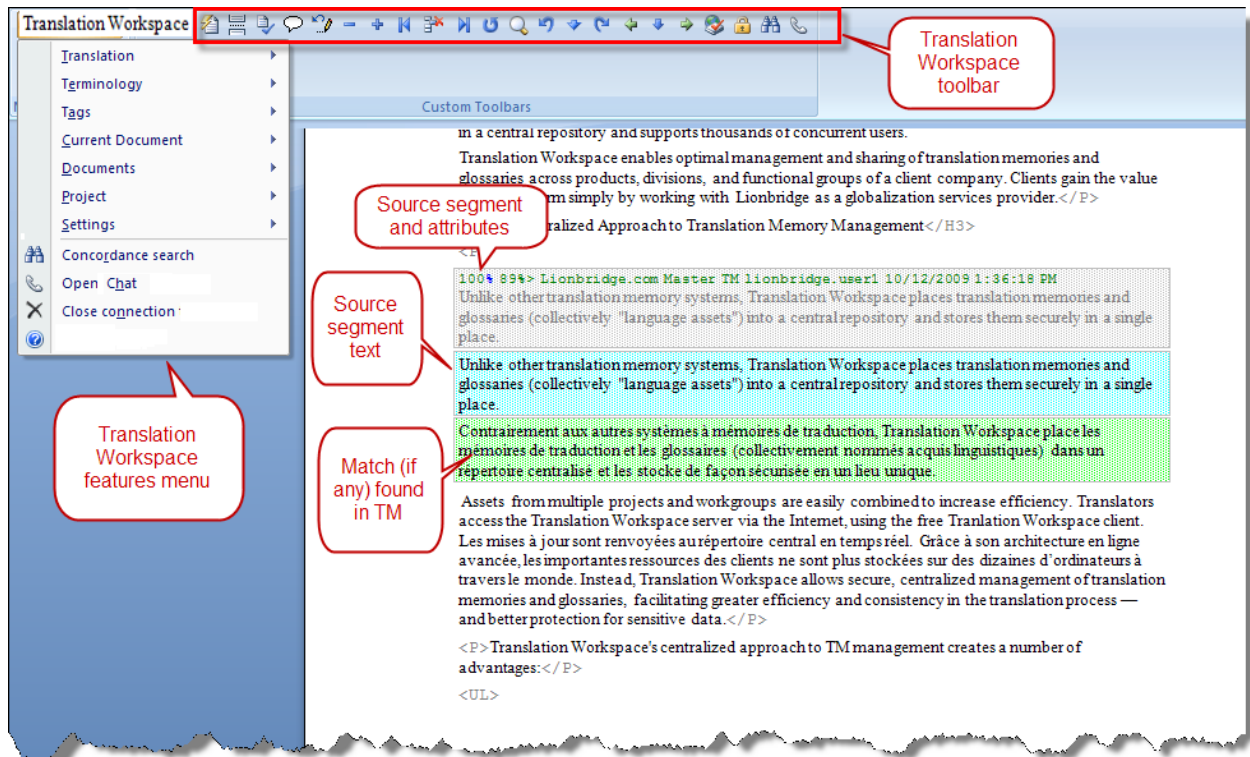 Translation Workspace
Translation
Terminology
Tags
Current Document
Documents
Project
Settings
Concordance search
Open Chat
Close connection
Translation
Workspace
toolbar
Custom Toolbars
in a central repository and supports thousands of concurrent users.
Translation Workspace enables optimal management and sharing of translation memories and
glossaries across products, divisions, and functional groups of a client company. Clients gain the value
m simply by working with Lionbridge as a globalization services provider.</P>
ralized Approach to Translation Memory Management</H3>
Source segment
and attributes
100% 89%> Lionbridge.com Master TM lionbridge.user1 10/12/2009 1:36:18 PM
Unlike other translation memory systems, Translation Workspace places translation memories and
glossaries (collectively "language assets") into a central repository and stores them securely in a single
place.
Source
segment
text
Unlike other translation memory systems, Translation Workspace places translation memories and
glossaries (collectively "language assets") into a central repository and stores them securely in a single
place.
Translation
Workspace
features menu
Match (if
any) found
in TM
Contrairement aux autres systèmes à mémoires de traduction, Translation Workspace place les
mémoires de traduction et les glossaires (collectivement nommés acquis linguistiques) dans un
répertoire centralisé et les stocke de façon sécurisée en un lieu unique.
Assets from multiple projects and workgroups are easily combined to increase efficiency. Translators
access the Translation Workspace server via the Internet, using the free Tranlation Workspace client.
Les mises à jour sont renvoyées au répertoire central en temps réel. Grâce à son architecture en ligne
avancée, les importantes ressources des clients ne sont plus stockées sur des dizaines d'ordinateurs à
travers le monde. Instead, Translation Workspace allows secure, centralized management of translation
memories and glossaries, facilitating greater efficiency and consistency in the translation process —
and better protection for sensitive data.</P>
<P>Translation Workspace's centralized approach to TM management creates a number of
advantages:</P>
<UL>